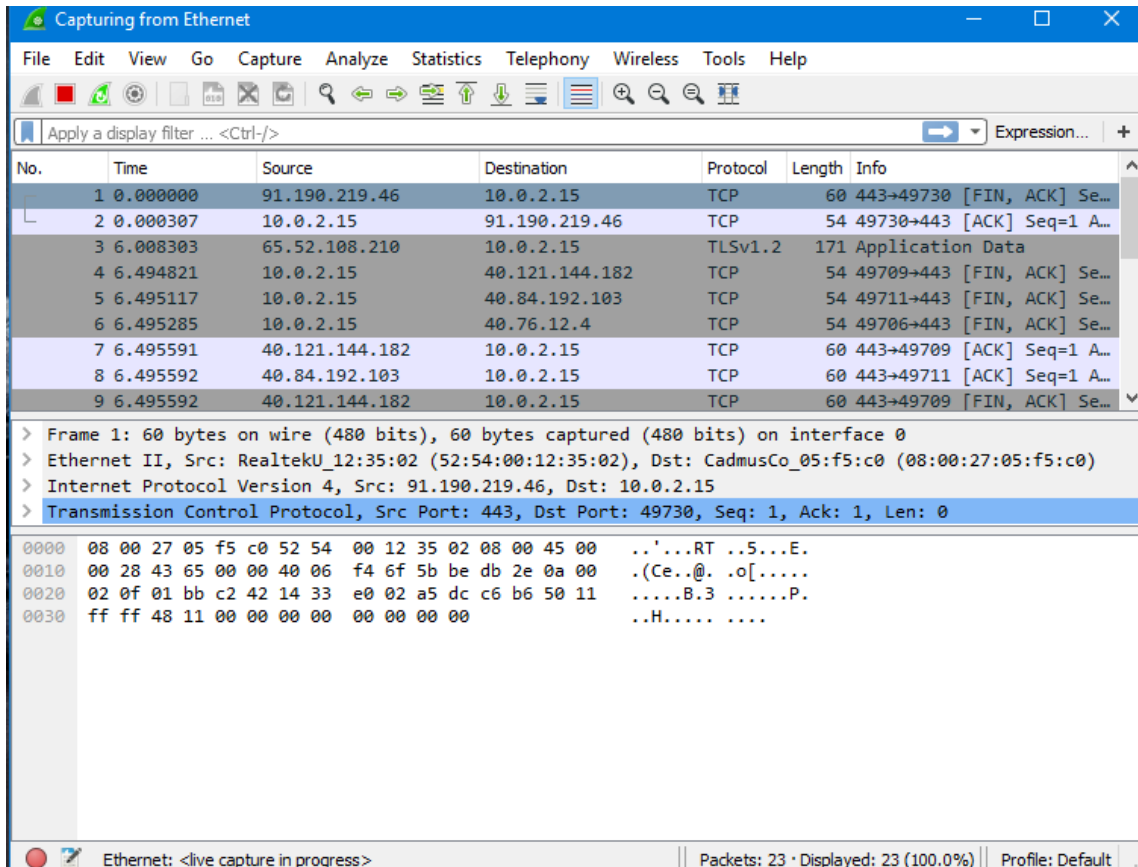 Capturing from Ethernet
File Edit View Go Capture Analyze Statistics Telephony Wireless Tools Help
Apply a display filter ... <Ctrl-/> Expression... +
No. Time Source Destination Protocol Length Info
1 0.000000 91.190.219.46 10.0.2.15 TCP 60 443→49730 [FIN, ACK] Se…
2 0.000307 10.0.2.15 91.190.219.46 TCP 54 49730→443 [ACK] Seq=1 A…
3 6.008303 65.52.108.210 10.0.2.15 TLSv1.2 171 Application Data
4 6.494821 10.0.2.15 40.121.144.182 TCP 54 49709→443 [FIN, ACK] Se…
5 6.495117 10.0.2.15 40.84.192.103 TCP 54 49711→443 [FIN, ACK] Se…
6 6.495285 10.0.2.15 40.76.12.4 TCP 54 49706→443 [FIN, ACK] Se…
7 6.495591 40.121.144.182 10.0.2.15 TCP 60 443→49709 [ACK] Seq=1 A…
8 6.495592 40.84.192.103 10.0.2.15 TCP 60 443→49711 [ACK] Seq=1 A…
9 6.495592 40.121.144.182 10.0.2.15 TCP 60 443→49709 [FIN, ACK] Se…
> Frame 1: 60 bytes on wire (480 bits), 60 bytes captured (480 bits) on interface 0
> Ethernet II, Src: RealtekU_12:35:02 (52:54:00:12:35:02), Dst: CadmusCo_05:f5:c0 (08:00:27:05:f5:c0)
> Internet Protocol Version 4, Src: 91.190.219.46, Dst: 10.0.2.15
> Transmission Control Protocol, Src Port: 443, Dst Port: 49730, Seq: 1, Ack: 1, Len: 0
0000 08 00 27 05 f5 c0 52 54 00 12 35 02 08 00 45 00 ..'...RT ..5...E.
0010 00 28 43 65 00 00 40 06 f4 6f 5b be db 2e 0a 00 .(Ce..@. .o[.....
0020 02 0f 01 bb c2 42 14 33 e0 02 a5 dc c6 b6 50 11 .....B.3 ......P.
0030 ff ff 48 11 00 00 00 00 00 00 00 00 ..H..... ....
Ethernet: <live capture in progress> Packets: 23 · Displayed: 23 (100.0%) Profile: Default